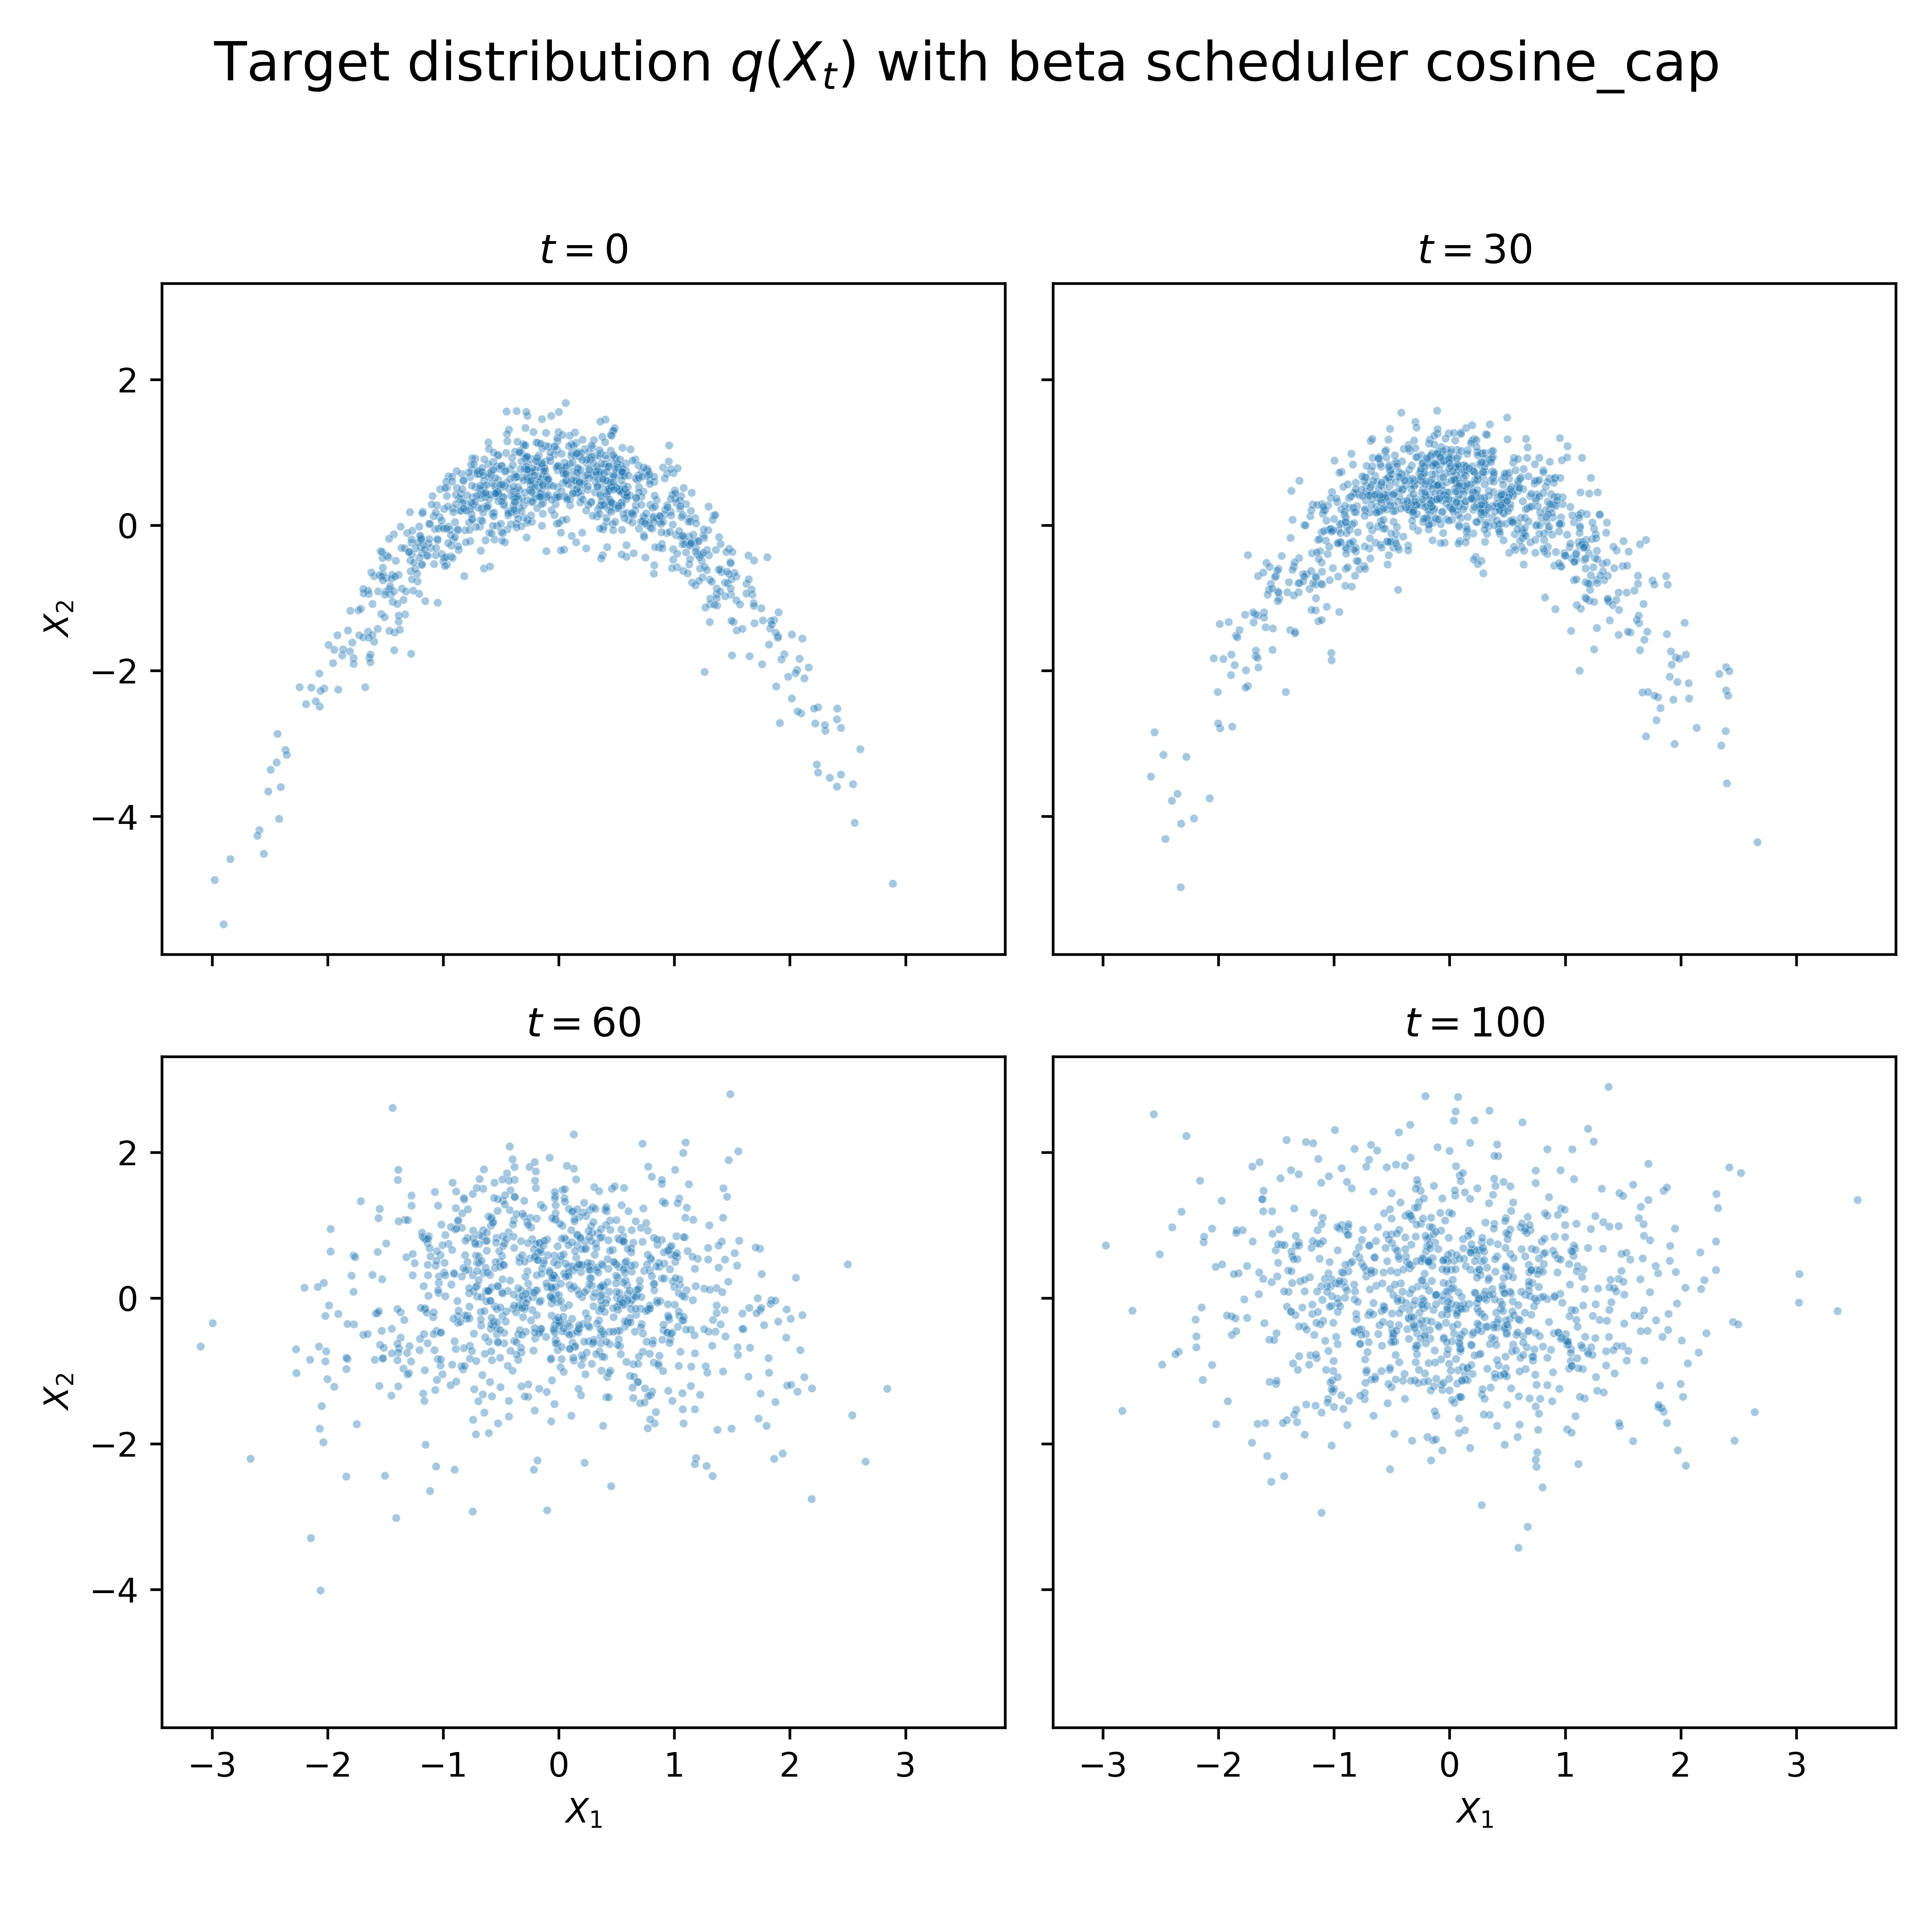 Target distribution q(X_t) with beta scheduler cosine_cap
t = 0
t = 30
2
0
−2
−4
X_2
t = 60
t = 100
2
0
−2
−4
X_2
−3 −2 −1 0 1 2 3
−3 −2 −1 0 1 2 3
X_1
X_1